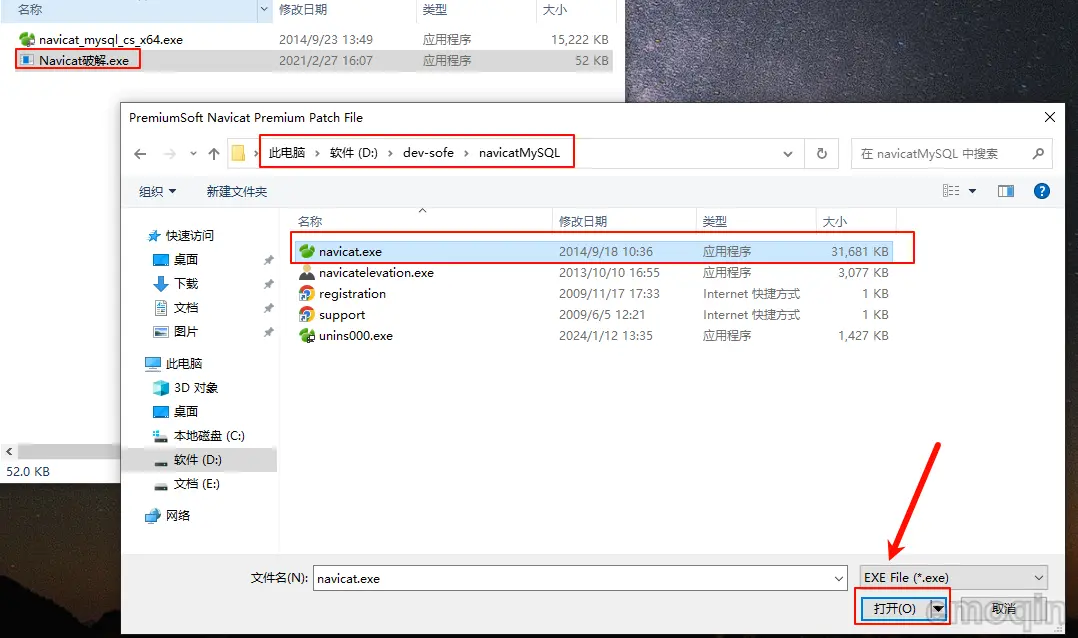 名称 修改日期 类型 大小
navicat_mysql_cs_x64.exe 2014/9/23 13:49 应用程序 15,222 KB
Navicat破解.exe 2021/2/27 16:07 应用程序 52 KB
PremiumSoft Navicat Premium Patch File
此电脑 › 软件 (D:) › dev-sofe › navicatMySQL 在 navicatMySQL 中搜索
组织 新建文件夹
名称 修改日期 类型 大小
navicat.exe 2014/9/18 10:36 应用程序 31,681 KB
navicatelevation.exe 2013/10/10 16:55 应用程序 3,077 KB
registration 2009/11/17 17:33 Internet 快捷方式 1 KB
support 2009/6/5 12:21 Internet 快捷方式 1 KB
unins000.exe 2024/1/12 13:35 应用程序 1,427 KB
快速访问
桌面
下载
文档
图片
此电脑
3D 对象
桌面
本地磁盘 (C:)
软件 (D:)
文档 (E:)
网络
52.0 KB
文件名(N): navicat.exe EXE File (*.exe)
打开(O) 取消